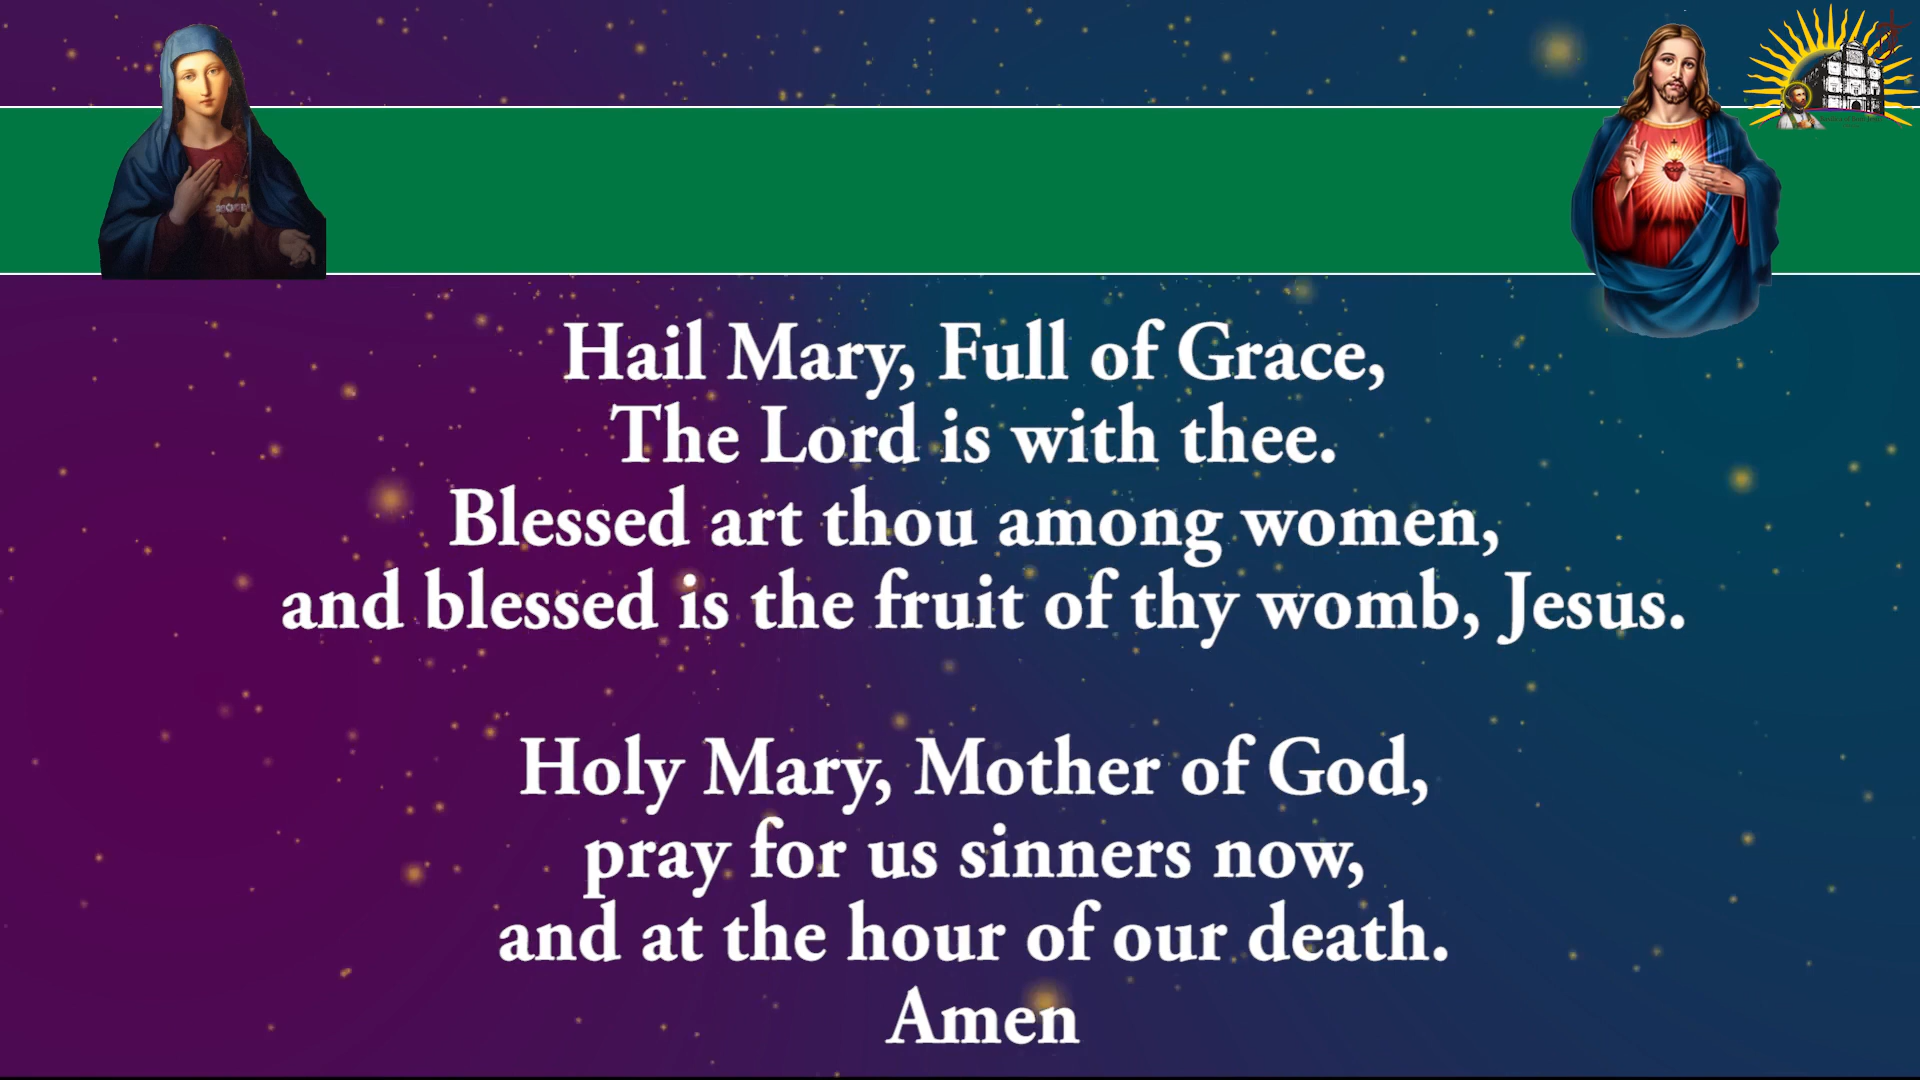 Hail Mary, Full of Grace,
The Lord is with thee.
Blessed art thou among women,
and blessed is the fruit of thy womb, Jesus.
Holy Mary, Mother of God,
pray for us sinners now,
and at the hour of our death.
Amen